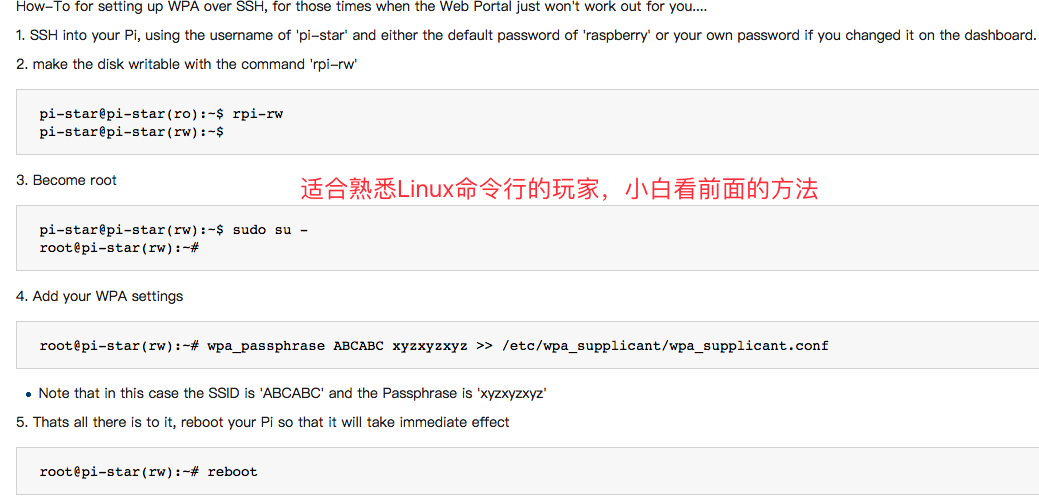 How-To for setting up WPA over SSH, for those times when the Web Portal just won't work out for you....
1. SSH into your Pi, using the username of 'pi-star' and either the default password of 'raspberry' or your own password if you changed it on the dashboard.
2. make the disk writable with the command 'rpi-rw'
pi-star@pi-star(ro):~$ rpi-rw
pi-star@pi-star(rw):~$
3. Become root
适合熟悉Linux命令行的玩家，小白看前面的方法
pi-star@pi-star(rw):~$ sudo su -
root@pi-star(rw):~#
4. Add your WPA settings
root@pi-star(rw):~# wpa_passphrase ABCABC xyzxyzxyz >> /etc/wpa_supplicant/wpa_supplicant.conf
• Note that in this case the SSID is 'ABCABC' and the Passphrase is 'xyzxyzxyz'
5. Thats all there is to it, reboot your Pi so that it will take immediate effect
root@pi-star(rw):~# reboot